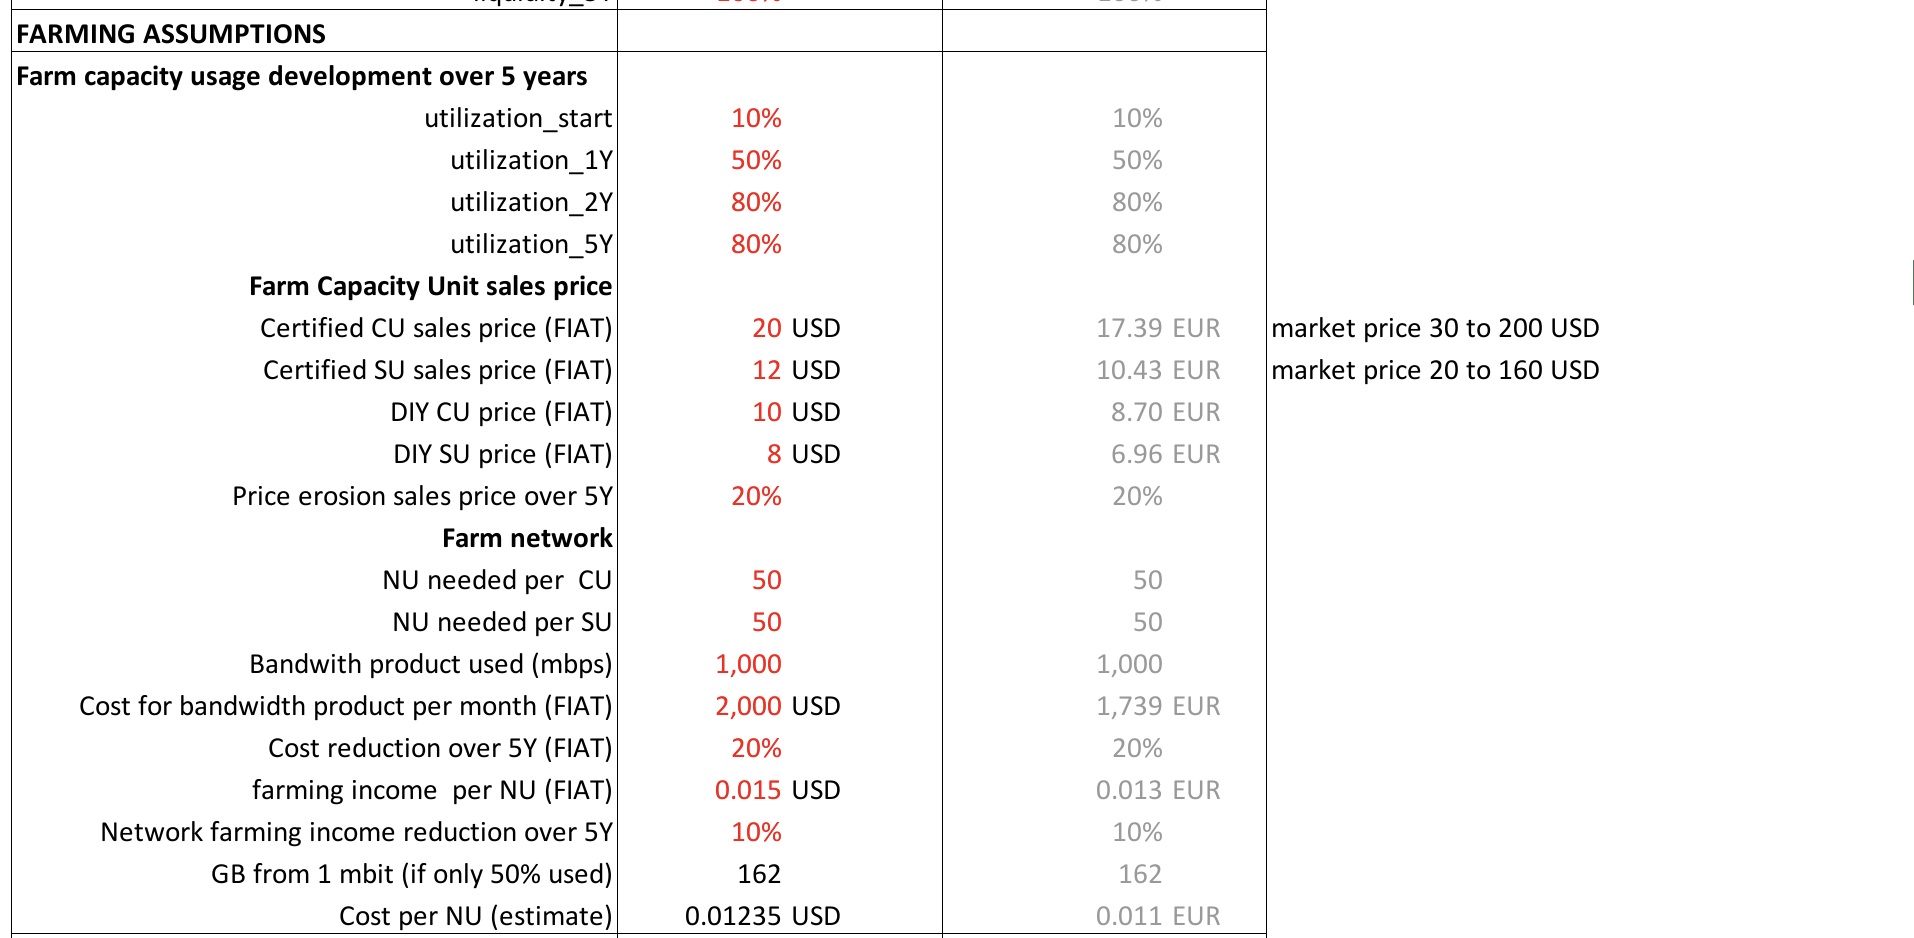 FARMING ASSUMPTIONS
Farm capacity usage development over 5 years
utilization_start 10% 10%
utilization_1Y 50% 50%
utilization_2Y 80% 80%
utilization_5Y 80% 80%
Farm Capacity Unit sales price
Certified CU sales price (FIAT) 20 USD 17.39 EUR market price 30 to 200 USD
Certified SU sales price (FIAT) 12 USD 10.43 EUR market price 20 to 160 USD
DIY CU price (FIAT) 10 USD 8.70 EUR
DIY SU price (FIAT) 8 USD 6.96 EUR
Price erosion sales price over 5Y 20% 20%
Farm network
NU needed per  CU 50 50
NU needed per SU 50 50
Bandwith product used (mbps) 1,000 1,000
Cost for bandwidth product per month (FIAT) 2,000 USD 1,739 EUR
Cost reduction over 5Y (FIAT) 20% 20%
farming income  per NU (FIAT) 0.015 USD 0.013 EUR
Network farming income reduction over 5Y 10% 10%
GB from 1 mbit (if only 50% used) 162 162
Cost per NU (estimate) 0.01235 USD 0.011 EUR